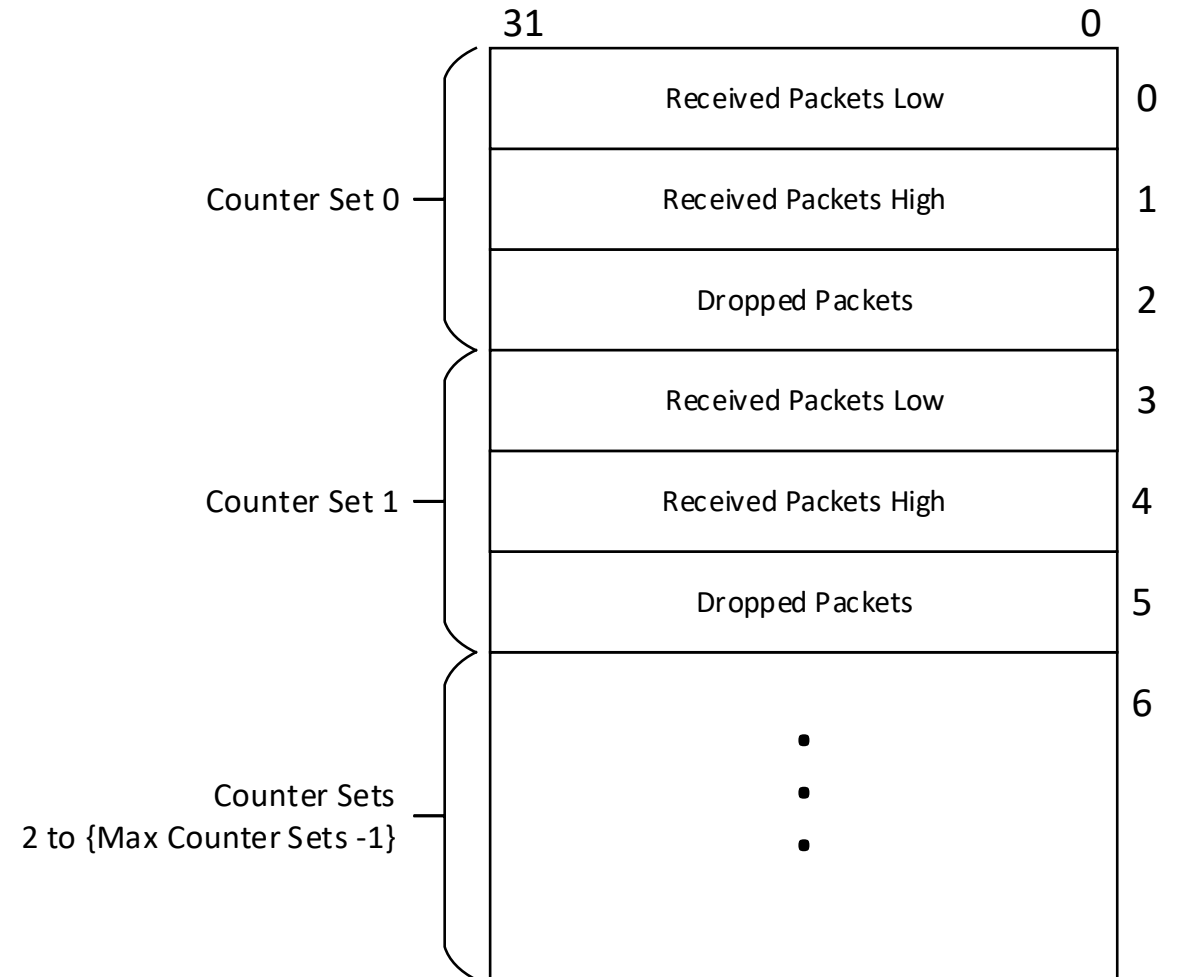 31 0
Received Packets Low 0
Counter Set 0 Received Packets High 1
Dropped Packets 2
Received Packets Low 3
Counter Set 1 Received Packets High 4
Dropped Packets 5
6
Counter Sets
2 to {Max Counter Sets -1}